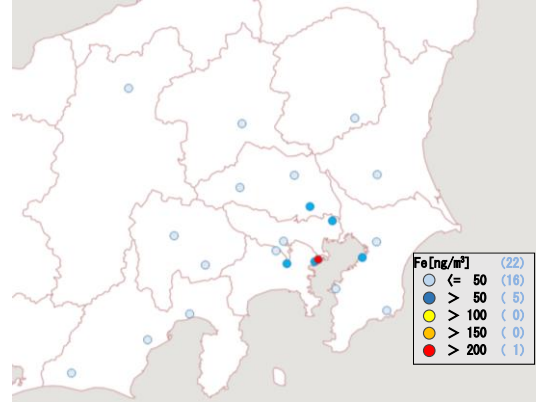 Fe[ng/m³] (22)
<= 50 (16)
> 50 ( 5)
> 100 ( 0)
> 150 ( 0)
> 200 ( 1)